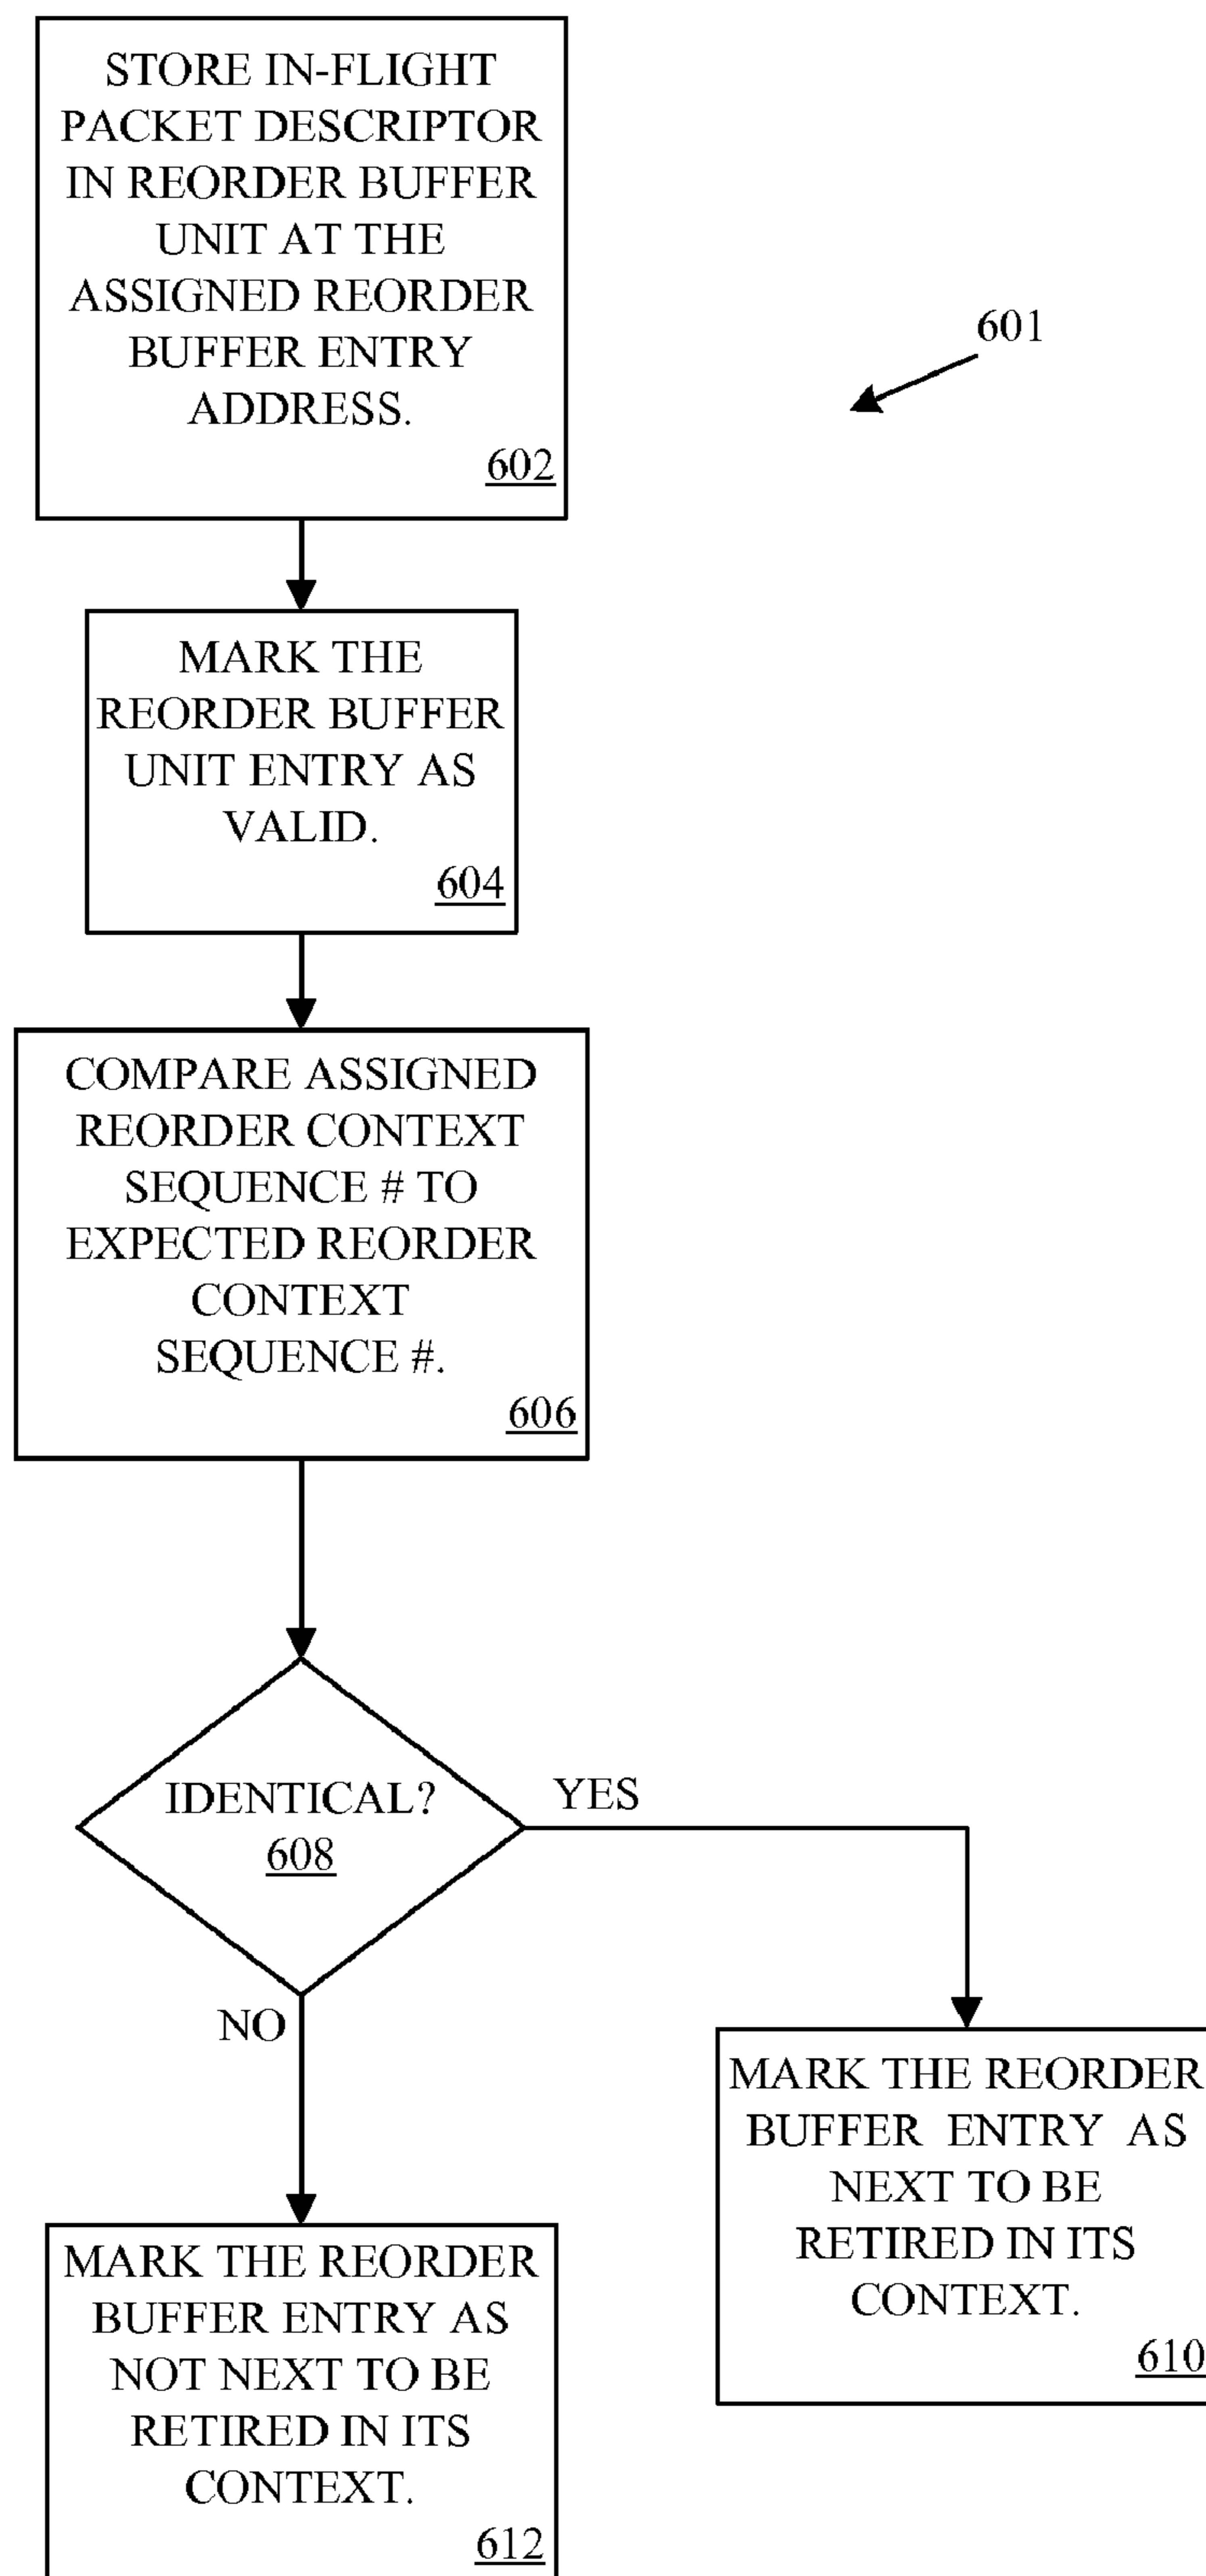 STORE IN-FLIGHT
PACKET DESCRIPTOR
IN REORDER BUFFER
UNIT AT THE
ASSIGNED REORDER
BUFFER ENTRY
ADDRESS.
602
601
MARK THE
REORDER BUFFER
UNIT ENTRY AS
VALID.
604
COMPARE ASSIGNED
REORDER CONTEXT
SEQUENCE # TO
EXPECTED REORDER
CONTEXT
SEQUENCE #.
606
IDENTICAL?
608
YES
NO
MARK THE REORDER
BUFFER ENTRY AS
NEXT TO BE
RETIRED IN ITS
CONTEXT.
610
MARK THE REORDER
BUFFER ENTRY AS
NOT NEXT TO BE
RETIRED IN ITS
CONTEXT.
612